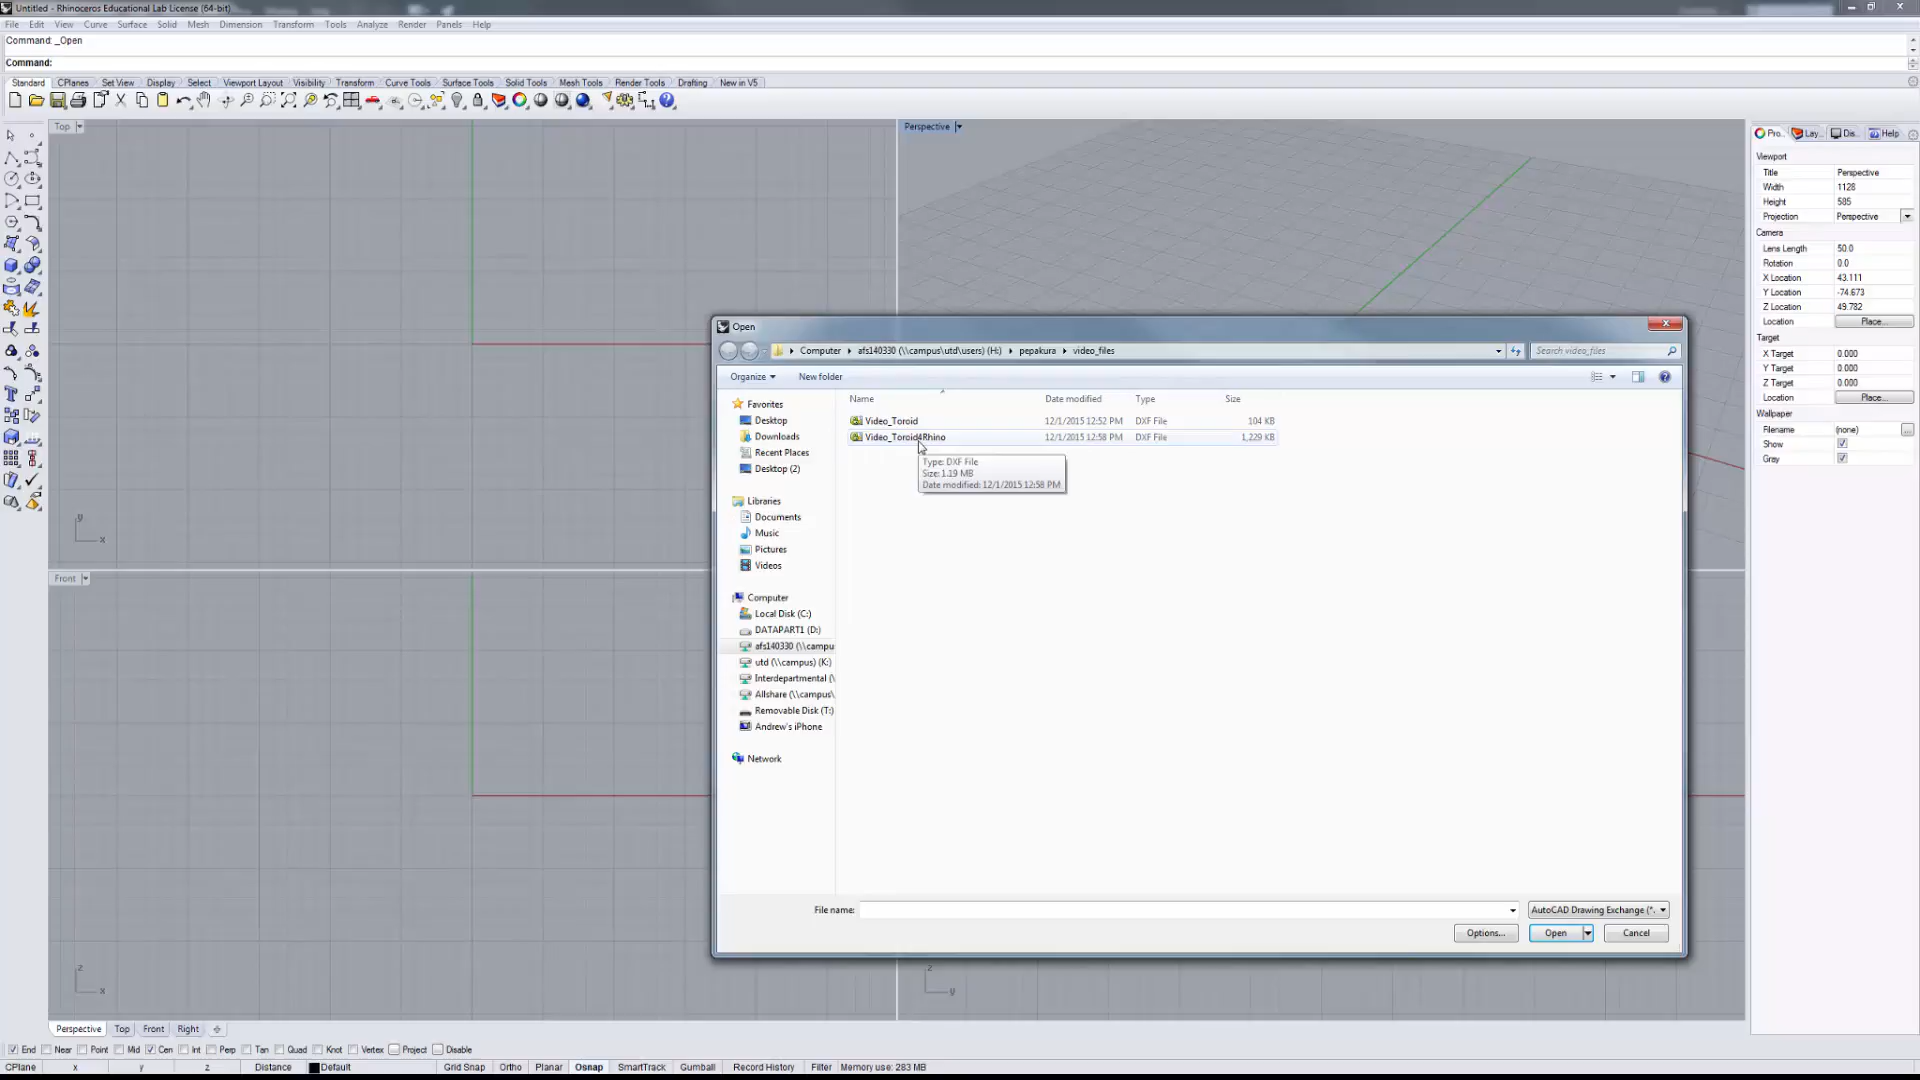 Untitled - Rhinoceros Educational Lab License (64-bit)
File Edit View Curve Surface Solid Mesh Dimension Transform Tools Analyze Render Panels Help
Command: _Open
Command:
Standard CPlanes Set View Display Select Viewport Layout Visibility Transform Curve Tools Surface Tools Solid Tools Mesh Tools Render Tools Drafting New in V5
Top
Perspective
Pro... Lay... Dis... Help
Viewport
Title Perspective
Width 1128
Height 585
Projection Perspective
Camera
Lens Length 50.0
Rotation 0.0
X Location 43.111
Y Location -74.673
Z Location 49.782
Location Place...
Target
X Target 0.000
Y Target 0.000
Z Target 0.000
Location Place...
Wallpaper
Filename (none) ...
Show
Gray
Open
Computer afs140330 (\\campus\utd\users) (H:) pepakura video_files Search video_files
Organize New folder
Name Date modified Type Size
Video_Toroid 12/1/2015 12:52 PM DXF File 104 KB
Video_Toroid4Rhino 12/1/2015 12:58 PM DXF File 1,229 KB
Type: DXF File
Size: 1.19 MB
Date modified: 12/1/2015 12:58 PM
Favorites
Desktop
Downloads
Recent Places
Desktop (2)
Libraries
Documents
Music
Pictures
Videos
Computer
Local Disk (C:)
DATAPART1 (D:)
afs140330 (\\campu
utd (\\campus) (K:)
Interdepartmental (\
Allshare (\\campus\
Removable Disk (T:)
Andrew's iPhone
Network
File name: AutoCAD Drawing Exchange (*.
Options... Open Cancel
y
x
Front
z
x
z
y
Perspective Top Front Right
End Near Point Mid Cen Int Perp Tan Quad Knot Vertex Project Disable
CPlane x y z Distance Default Grid Snap Ortho Planar Osnap SmartTrack Gumball Record History Filter Memory use: 283 MB